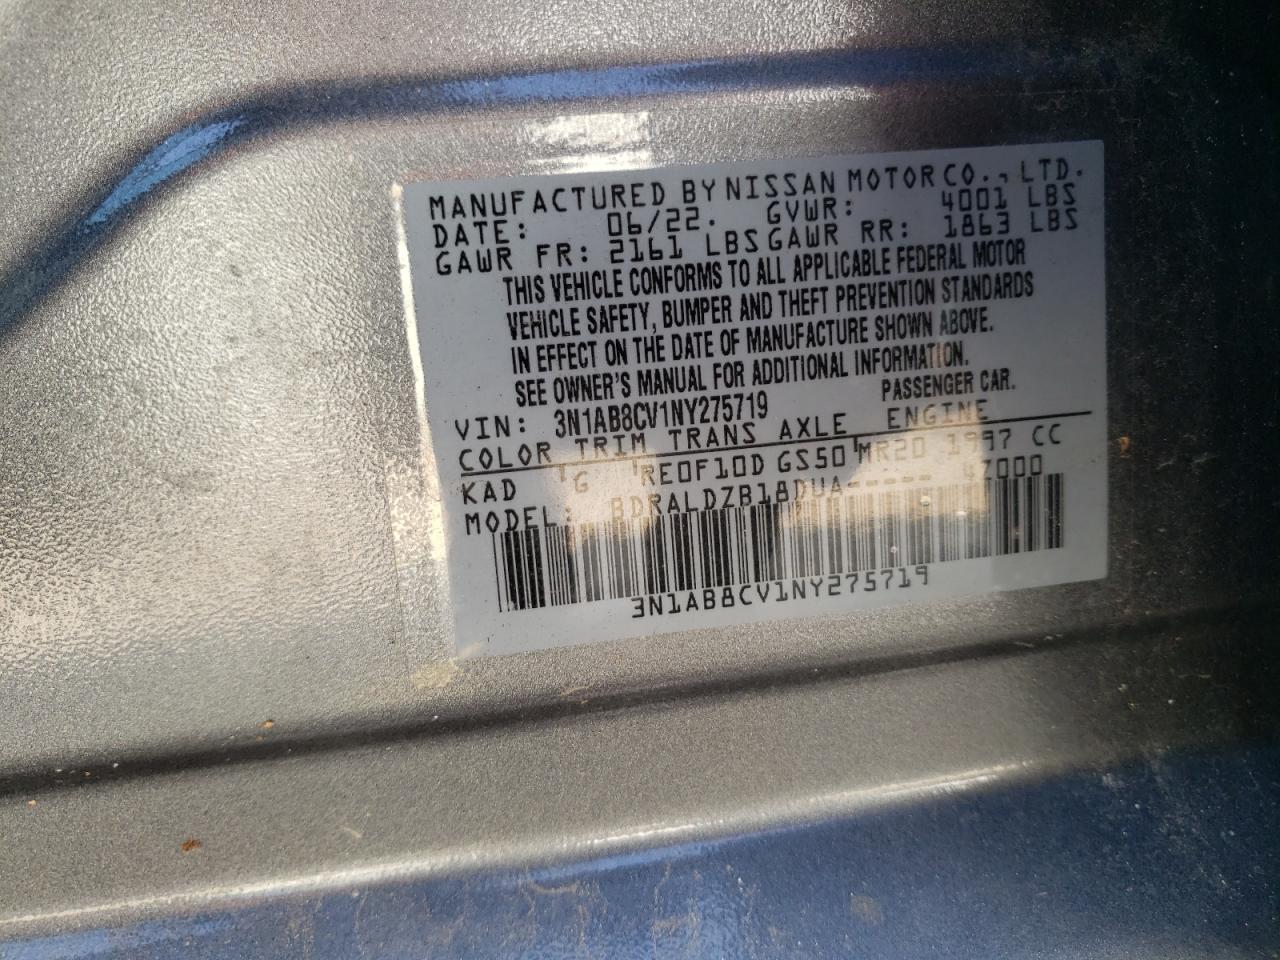 MANUFACTURED BY NISSAN MOTOR CO., LTD.
DATE: 06/22. GVWR: 4001 LBS
GAWR FR: 2161 LBS GAWR RR: 1863 LBS
THIS VEHICLE CONFORMS TO ALL APPLICABLE FEDERAL MOTOR
VEHICLE SAFETY, BUMPER AND THEFT PREVENTION STANDARDS
IN EFFECT ON THE DATE OF MANUFACTURE SHOWN ABOVE.
SEE OWNER'S MANUAL FOR ADDITIONAL INFORMATION.
VIN: 3N1AB8CV1NY275719 PASSENGER CAR.
COLOR TRIM TRANS AXLE ENGINE
KAD G RE0F10D GS50 MR20 1997 CC
MODEL: BDRALDZB18DUA----- 47000
3N1AB8CV1NY275719